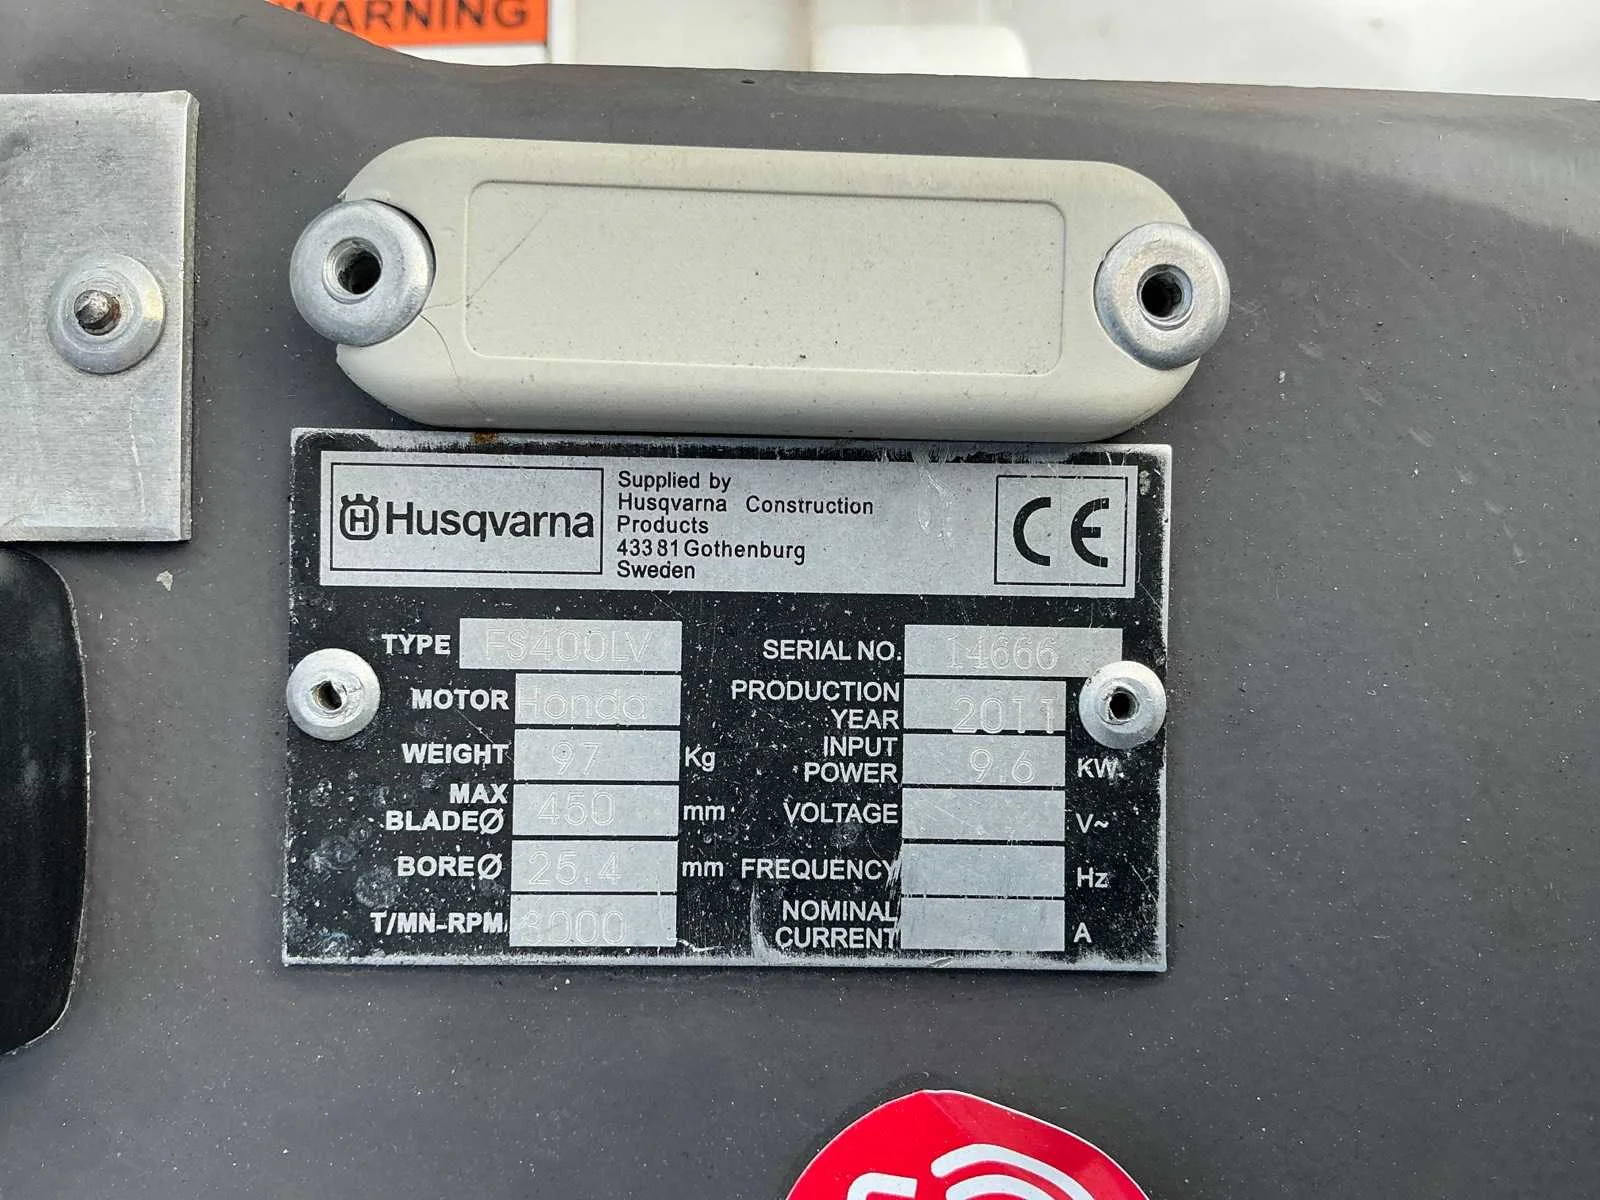 WARNING
Husqvarna
Supplied by
Husqvarna Construction
Products
433 81 Gothenburg
Sweden
CE
TYPE FS400LV
MOTOR Honda
WEIGHT 97 Kg
MAX
BLADEØ 450 mm
BOREØ 25.4 mm
T/MN-RPM 3000
SERIAL NO. 14666
PRODUCTION
YEAR 2011
INPUT
POWER 9.6 KW
VOLTAGE V~
FREQUENCY Hz
NOMINAL
CURRENT A